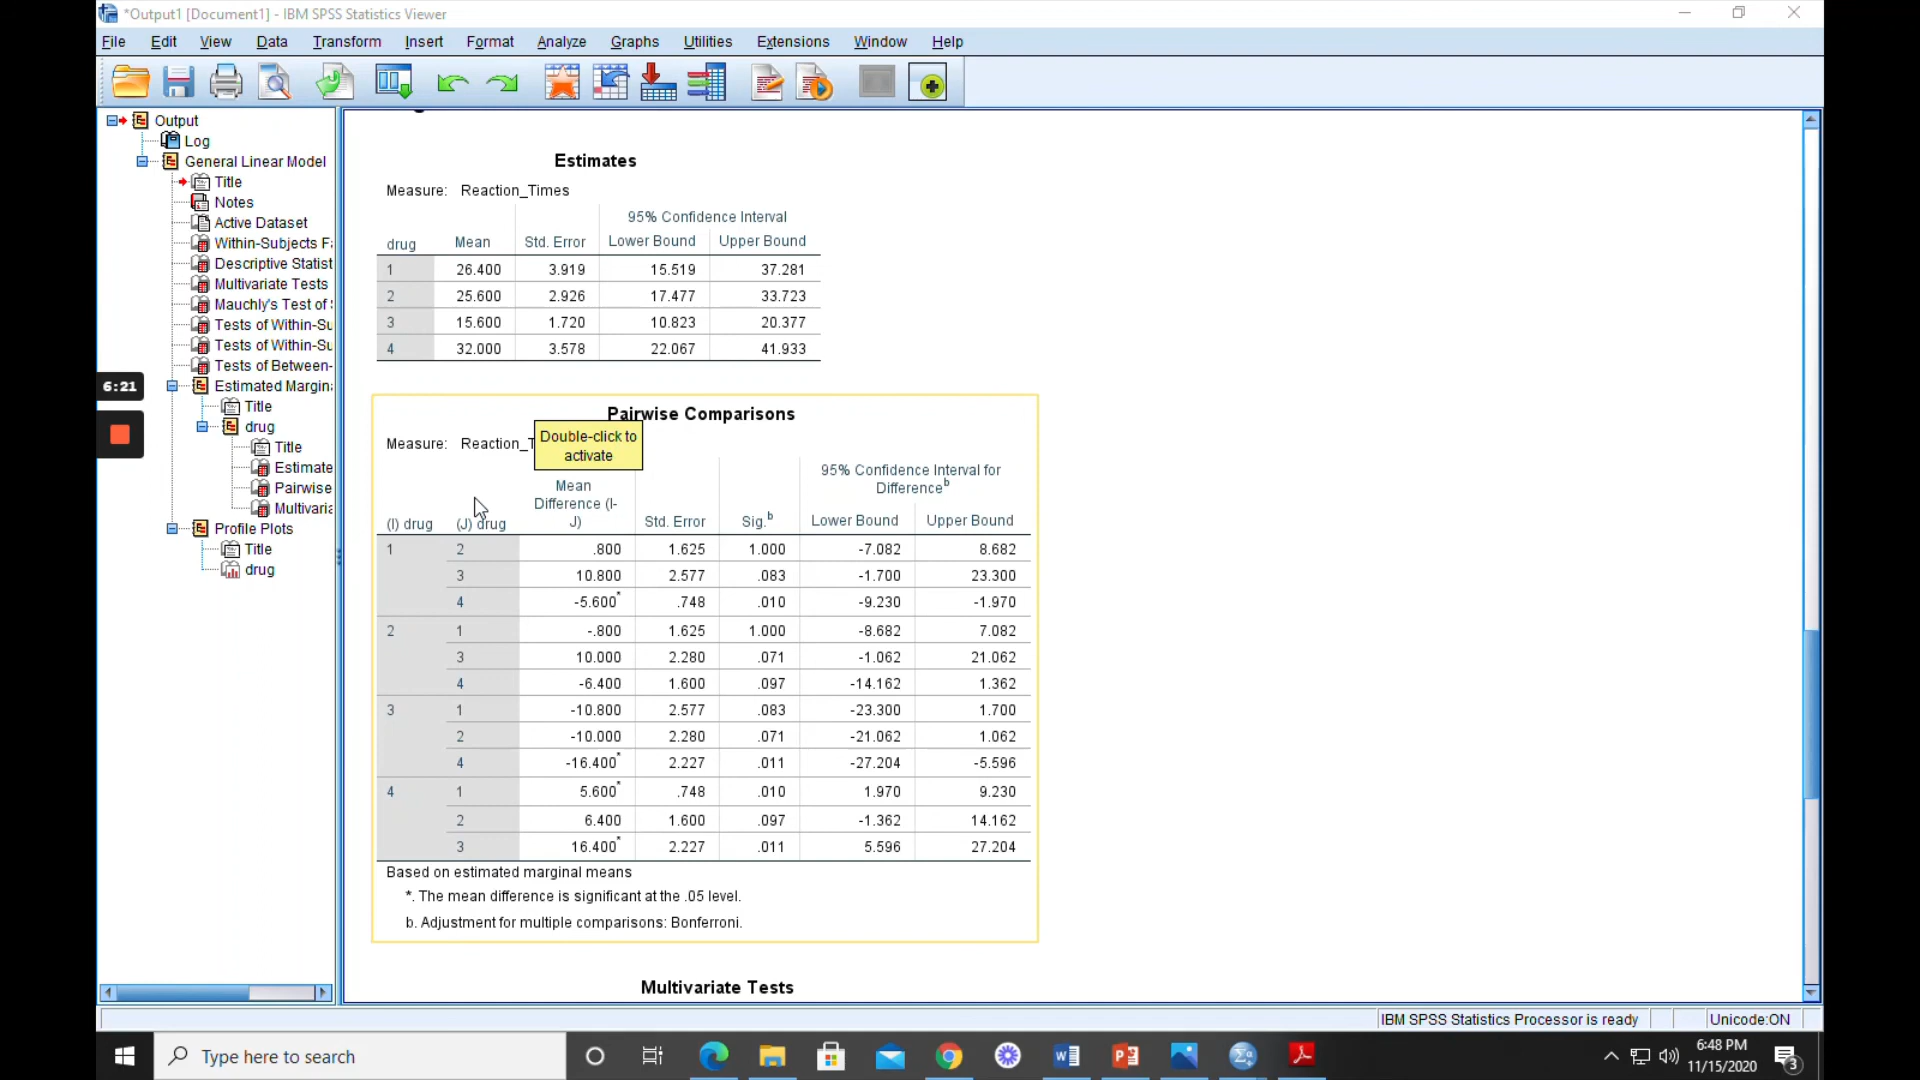 *Output1 [Document1] - IBM SPSS Statistics Viewer
File Edit View Data Transform Insert Format Analyze Graphs Utilities Extensions Window Help
Output
Log
General Linear Model
Title
Notes
Active Dataset
Within-Subjects F
Descriptive Statist
Multivariate Tests
Mauchly's Test of
Tests of Within-Su
Tests of Within-Su
Tests of Between-
Estimated Margin
Title
drug
Title
Estimate
Pairwise
Multivaria
Profile Plots
Title
drug
6:21
Estimates
Measure: Reaction_Times
95% Confidence Interval
drug Mean Std. Error Lower Bound Upper Bound
1 26.400 3.919 15.519 37.281
2 25.600 2.926 17.477 33.723
3 15.600 1.720 10.823 20.377
4 32.000 3.578 22.067 41.933
Pairwise Comparisons
Measure: Reaction_T
Double-click to
activate
95% Confidence Interval for
Difference b
Mean
Difference (I-
(I) drug (J) drug J) Std. Error Sig.b Lower Bound Upper Bound
1 2 .800 1.625 1.000 -7.082 8.682
3 10.800 2.577 .083 -1.700 23.300
4 -5.600* .748 .010 -9.230 -1.970
2 1 -.800 1.625 1.000 -8.682 7.082
3 10.000 2.280 .071 -1.062 21.062
4 -6.400 1.600 .097 -14.162 1.362
3 1 -10.800 2.577 .083 -23.300 1.700
2 -10.000 2.280 .071 -21.062 1.062
4 -16.400* 2.227 .011 -27.204 -5.596
4 1 5.600* .748 .010 1.970 9.230
2 6.400 1.600 .097 -1.362 14.162
3 16.400* 2.227 .011 5.596 27.204
Based on estimated marginal means
*. The mean difference is significant at the .05 level.
b. Adjustment for multiple comparisons: Bonferroni.
Multivariate Tests
IBM SPSS Statistics Processor is ready Unicode:ON
Type here to search
6:48 PM
11/15/2020
3